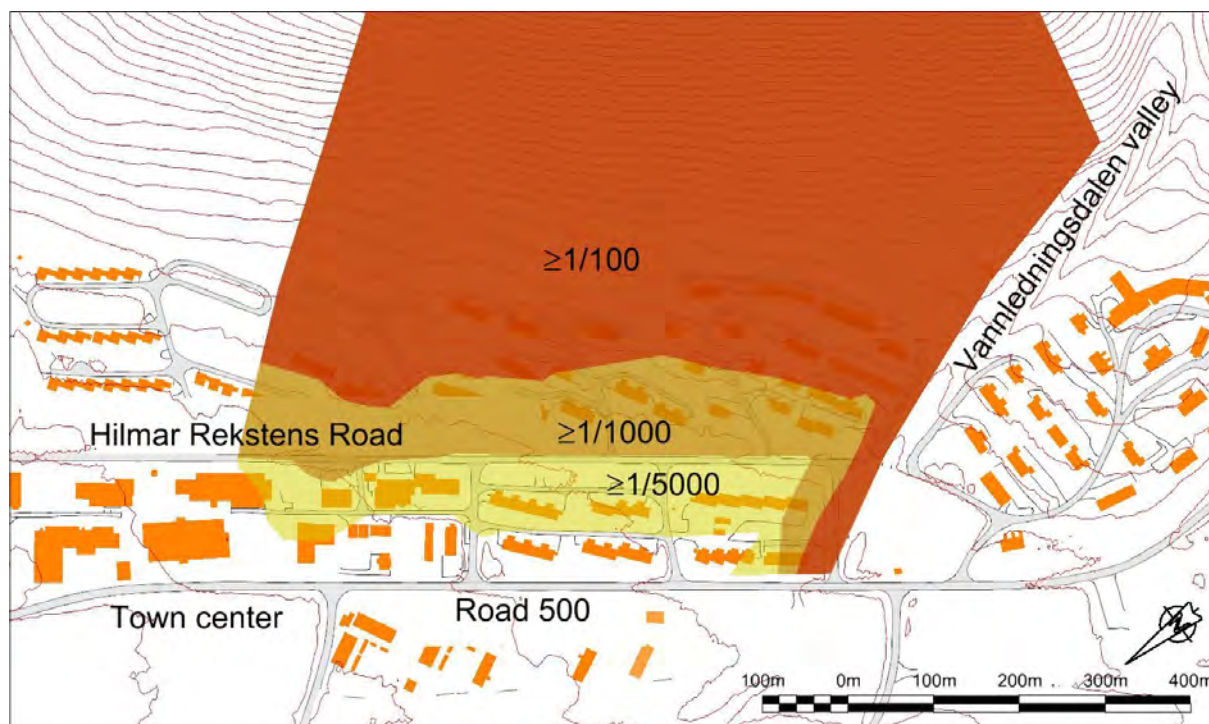 ≥1/100
Vannledningsdalen valley
Hilmar Rekstens Road
≥1/1000
≥1/5000
Town center
Road 500
100m 0m 100m 200m 300m 400m